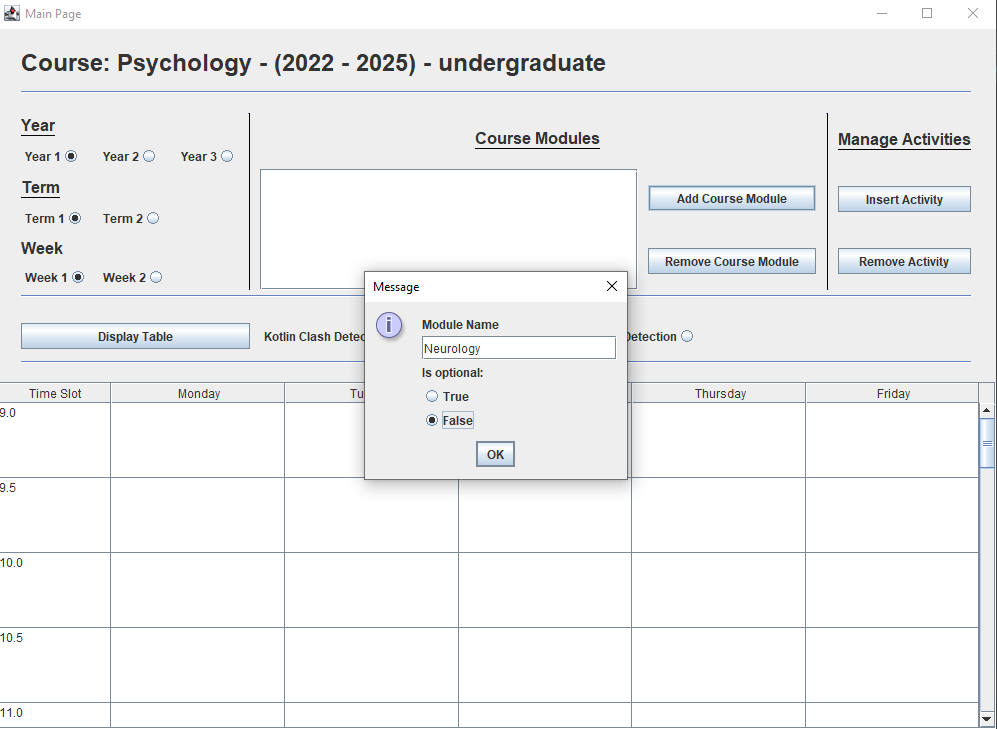 Main Page
Course: Psychology - (2022 - 2025) - undergraduate
Year
Year 1 Year 2 Year 3
Term
Term 1 Term 2
Week
Week 1 Week 2
Course Modules
Add Course Module
Remove Course Module
Manage Activities
Insert Activity
Remove Activity
Display Table
Kotlin Clash Detec
Detection
Message
i
Module Name
Neurology
Is optional:
True
False
OK
Time Slot Monday Tu Thursday Friday
9.0
9.5
10.0
10.5
11.0